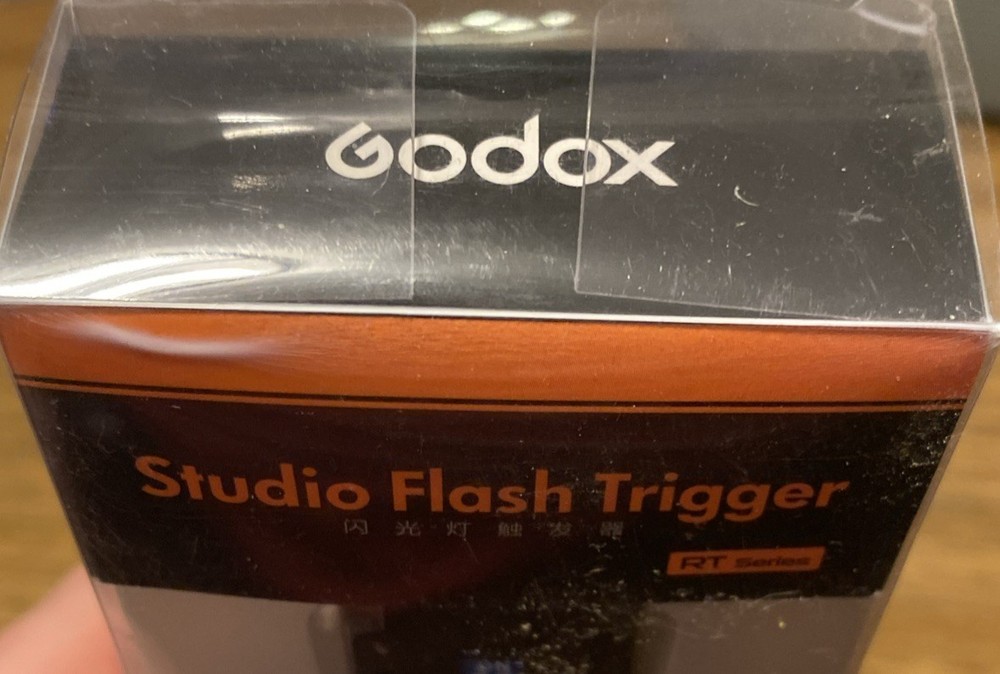 Godox
Studio Flash Trigger
闪光灯触发器
RT Series